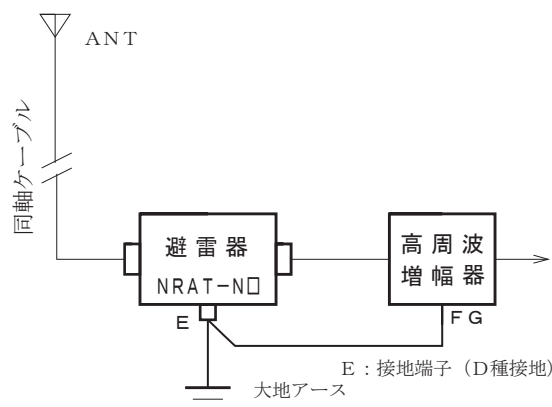 ANT
同軸ケーブル
避雷器
NRAT-N□
高周波
増幅器
E
FG
E：接地端子（D種接地）
大地アース